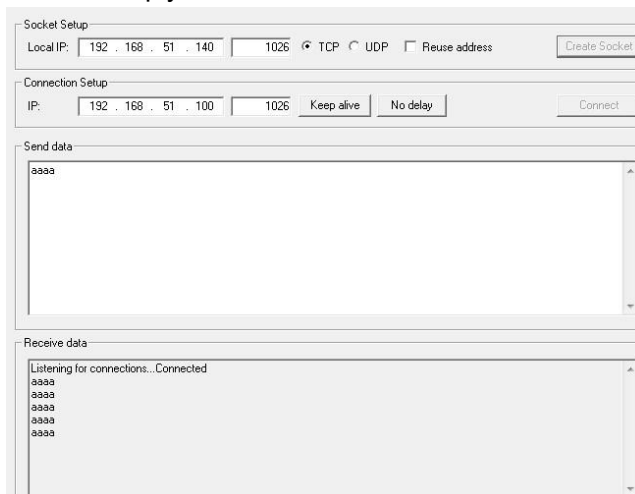 Socket Setup
Local IP: 192 . 168 . 51 . 140 1026 TCP UDP Reuse address Create Socket
Connection Setup
IP: 192 . 168 . 51 . 100 1026 Keep alive No delay Connect
Send data
aaaa
Receive data
Listening for connections...Connected
aaaa
aaaa
aaaa
aaaa
aaaa